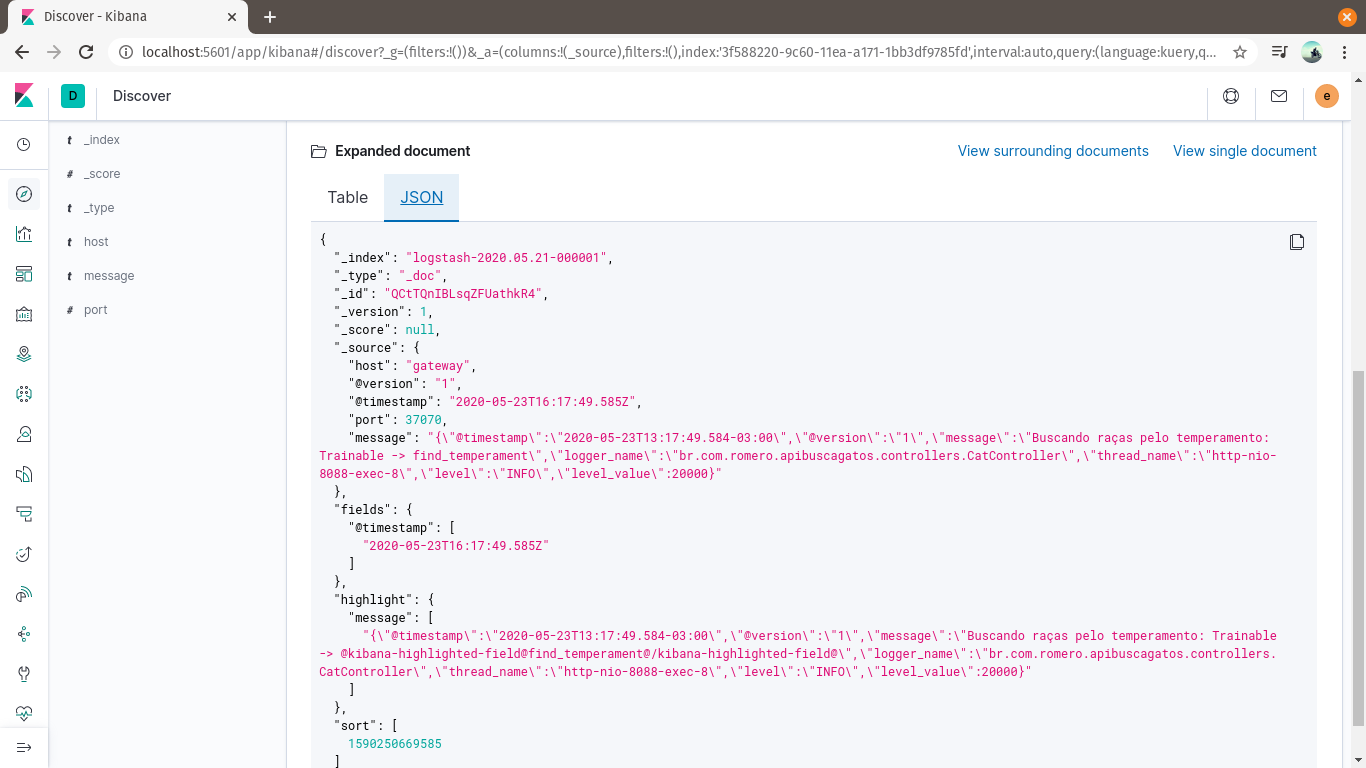 Discover - Kibana
localhost:5601/app/kibana#/discover?_g=(filters:!())&_a=(columns:!(_source),filters:!(),index:'3f588220-9c60-11ea-a171-1bb3df9785fd',interval:auto,query:(language:kuery,q...
D Discover e
t _index
# _score
t _type
t host
t message
# port
Expanded document View surrounding documents View single document
Table JSON
{
"_index": "logstash-2020.05.21-000001",
"_type": "_doc",
"_id": "QCtTQnIBLsqZFUathkR4",
"_version": 1,
"_score": null,
"_source": {
"host": "gateway",
"@version": "1",
"@timestamp": "2020-05-23T16:17:49.585Z",
"port": 37070,
"message": "{\"@timestamp\":\"2020-05-23T13:17:49.584-03:00\",\"@version\":\"1\",\"message\":\"Buscando raças pelo temperamento:
Trainable -> find_temperament\",\"logger_name\":\"br.com.romero.apibuscagatos.controllers.CatController\",\"thread_name\":\"http-nio-
8088-exec-8\",\"level\":\"INFO\",\"level_value\":20000}"
},
"fields": {
"@timestamp": [
"2020-05-23T16:17:49.585Z"
]
},
"highlight": {
"message": [
"{\"@timestamp\":\"2020-05-23T13:17:49.584-03:00\",\"@version\":\"1\",\"message\":\"Buscando raças pelo temperamento: Trainable
-> @kibana-highlighted-field@find_temperament@/kibana-highlighted-field@\",\"logger_name\":\"br.com.romero.apibuscagatos.controllers.
CatController\",\"thread_name\":\"http-nio-8088-exec-8\",\"level\":\"INFO\",\"level_value\":20000}"
]
},
"sort": [
1590250669585
]